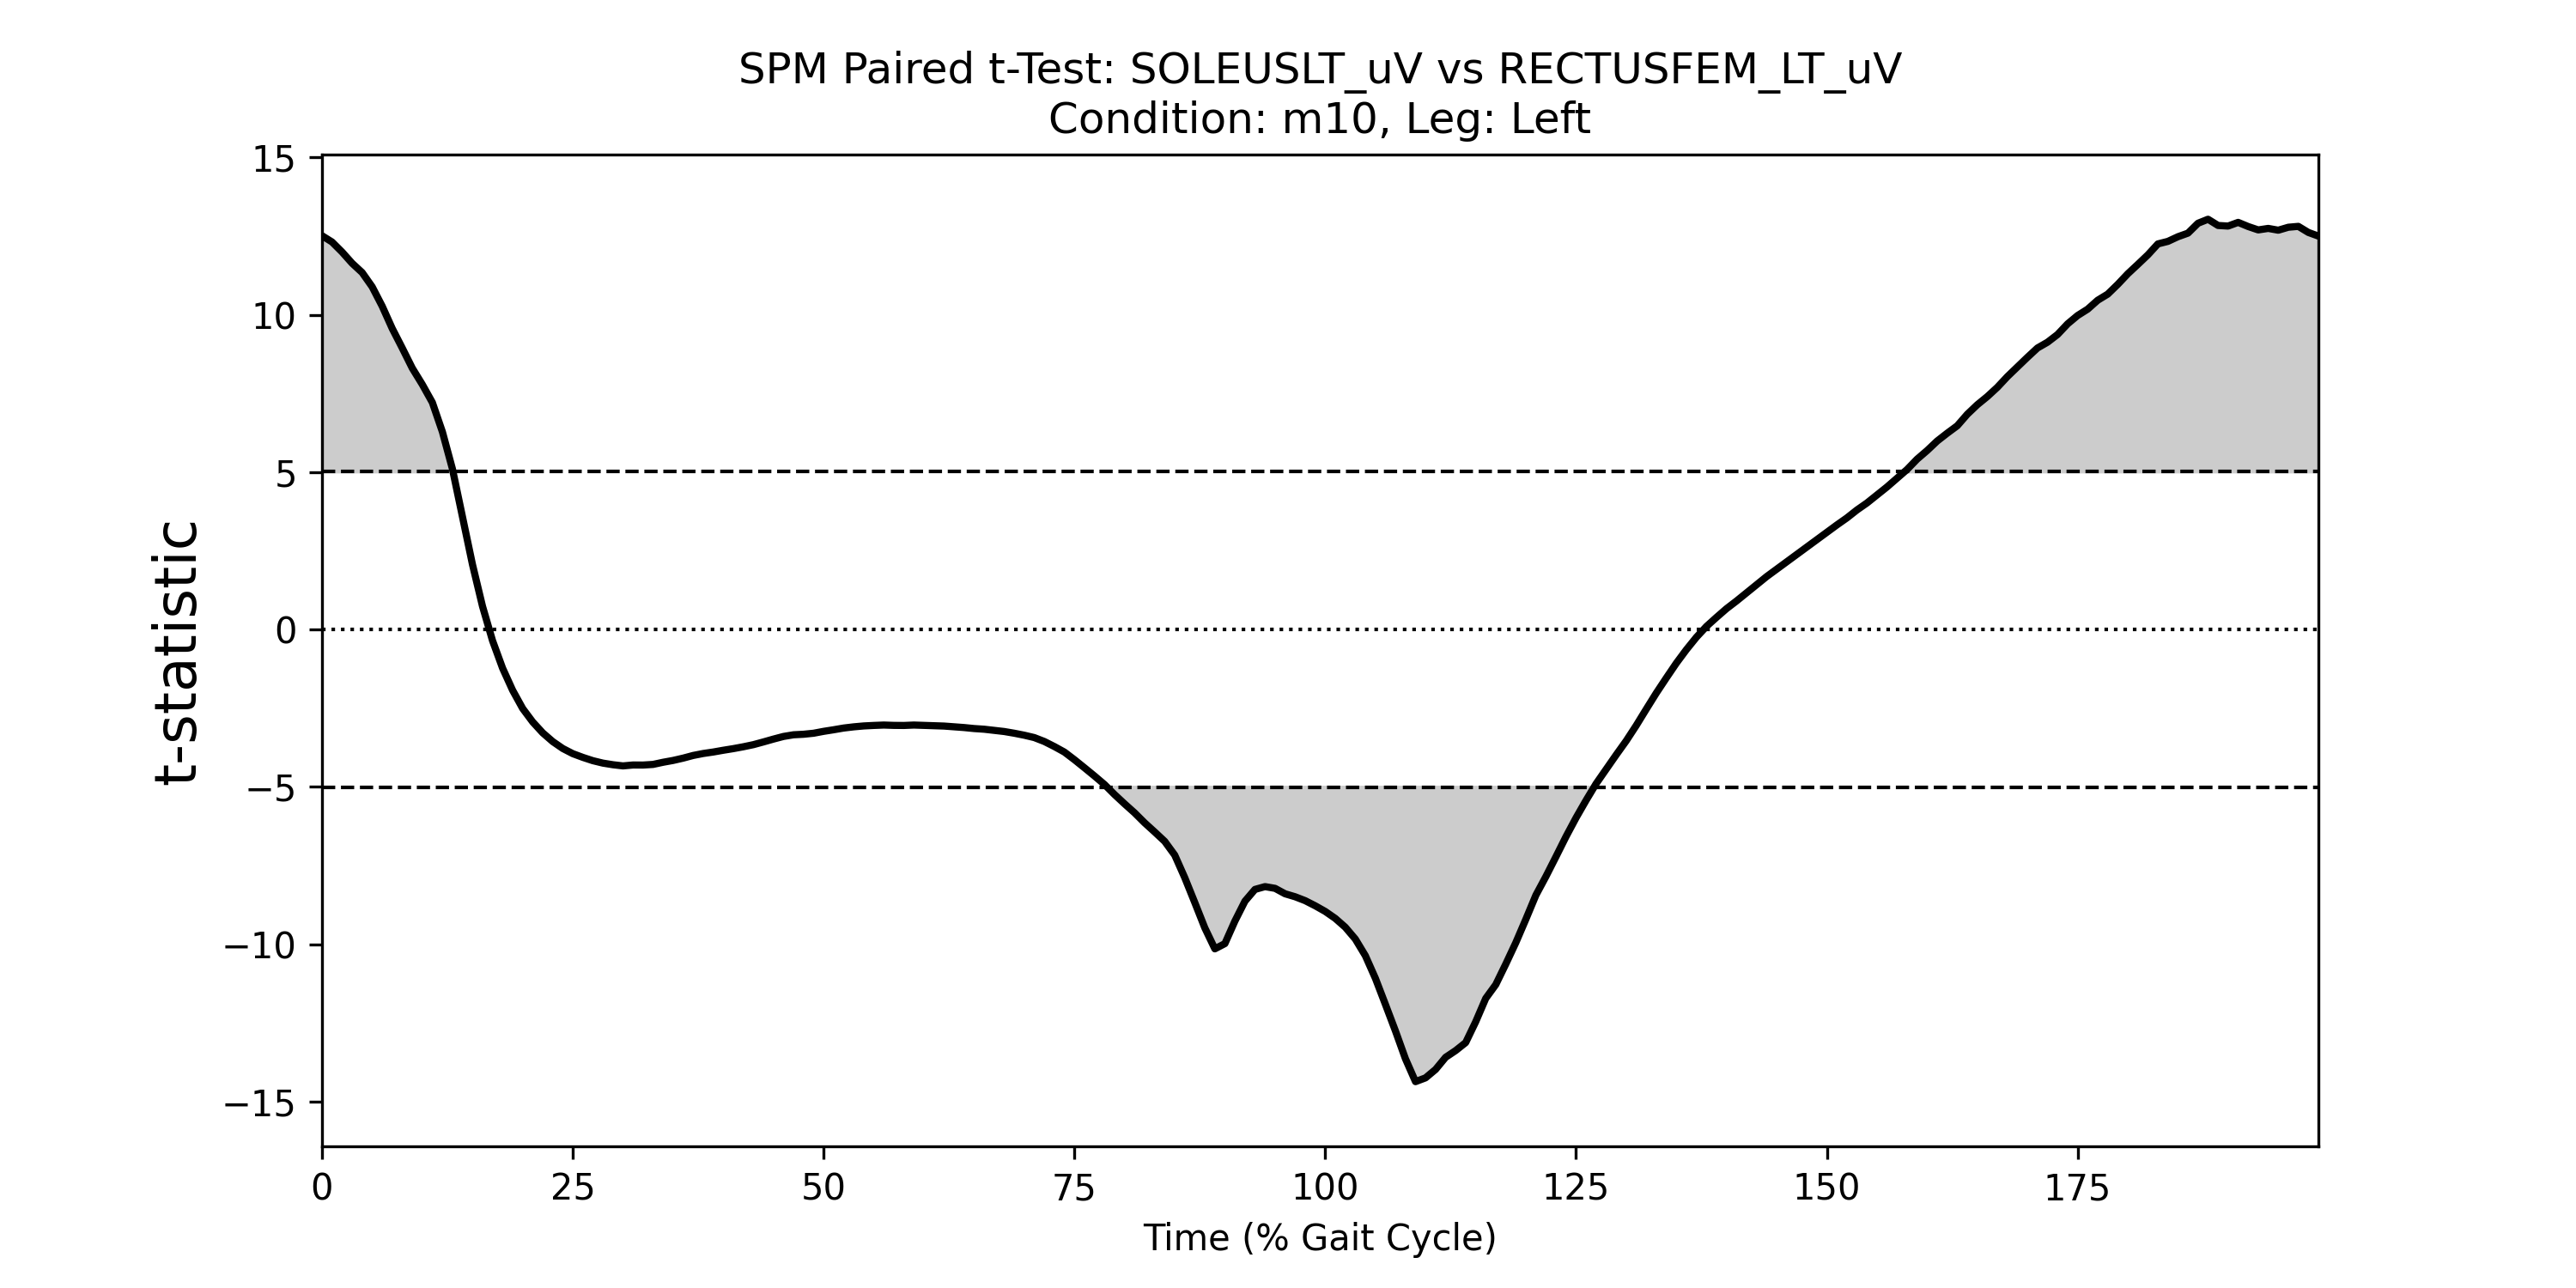 SPM Paired t-Test: SOLEUSLT_uV vs RECTUSFEM_LT_uV
Condition: m10, Leg: Left
15
10
5
0
−5
−10
−15
t-statistic
0 25 50 75 100 125 150 175
Time (% Gait Cycle)